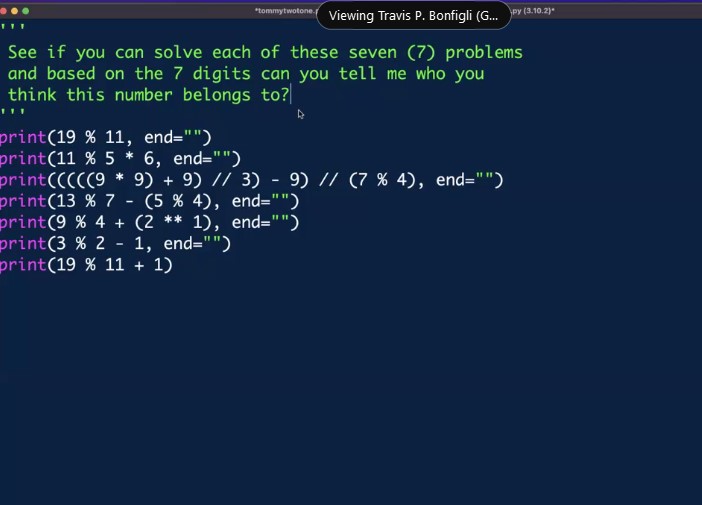 *tommytwotone.p
Viewing Travis P. Bonfigli (G...
.py (3.10.2)*
'''
See if you can solve each of these seven (7) problems
and based on the 7 digits can you tell me who you
think this number belongs to?
'''
print(19 % 11, end="")
print(11 % 5 * 6, end="")
print(((((9 * 9) + 9) // 3) - 9) // (7 % 4), end="")
print(13 % 7 - (5 % 4), end="")
print(9 % 4 + (2 ** 1), end="")
print(3 % 2 - 1, end="")
print(19 % 11 + 1)